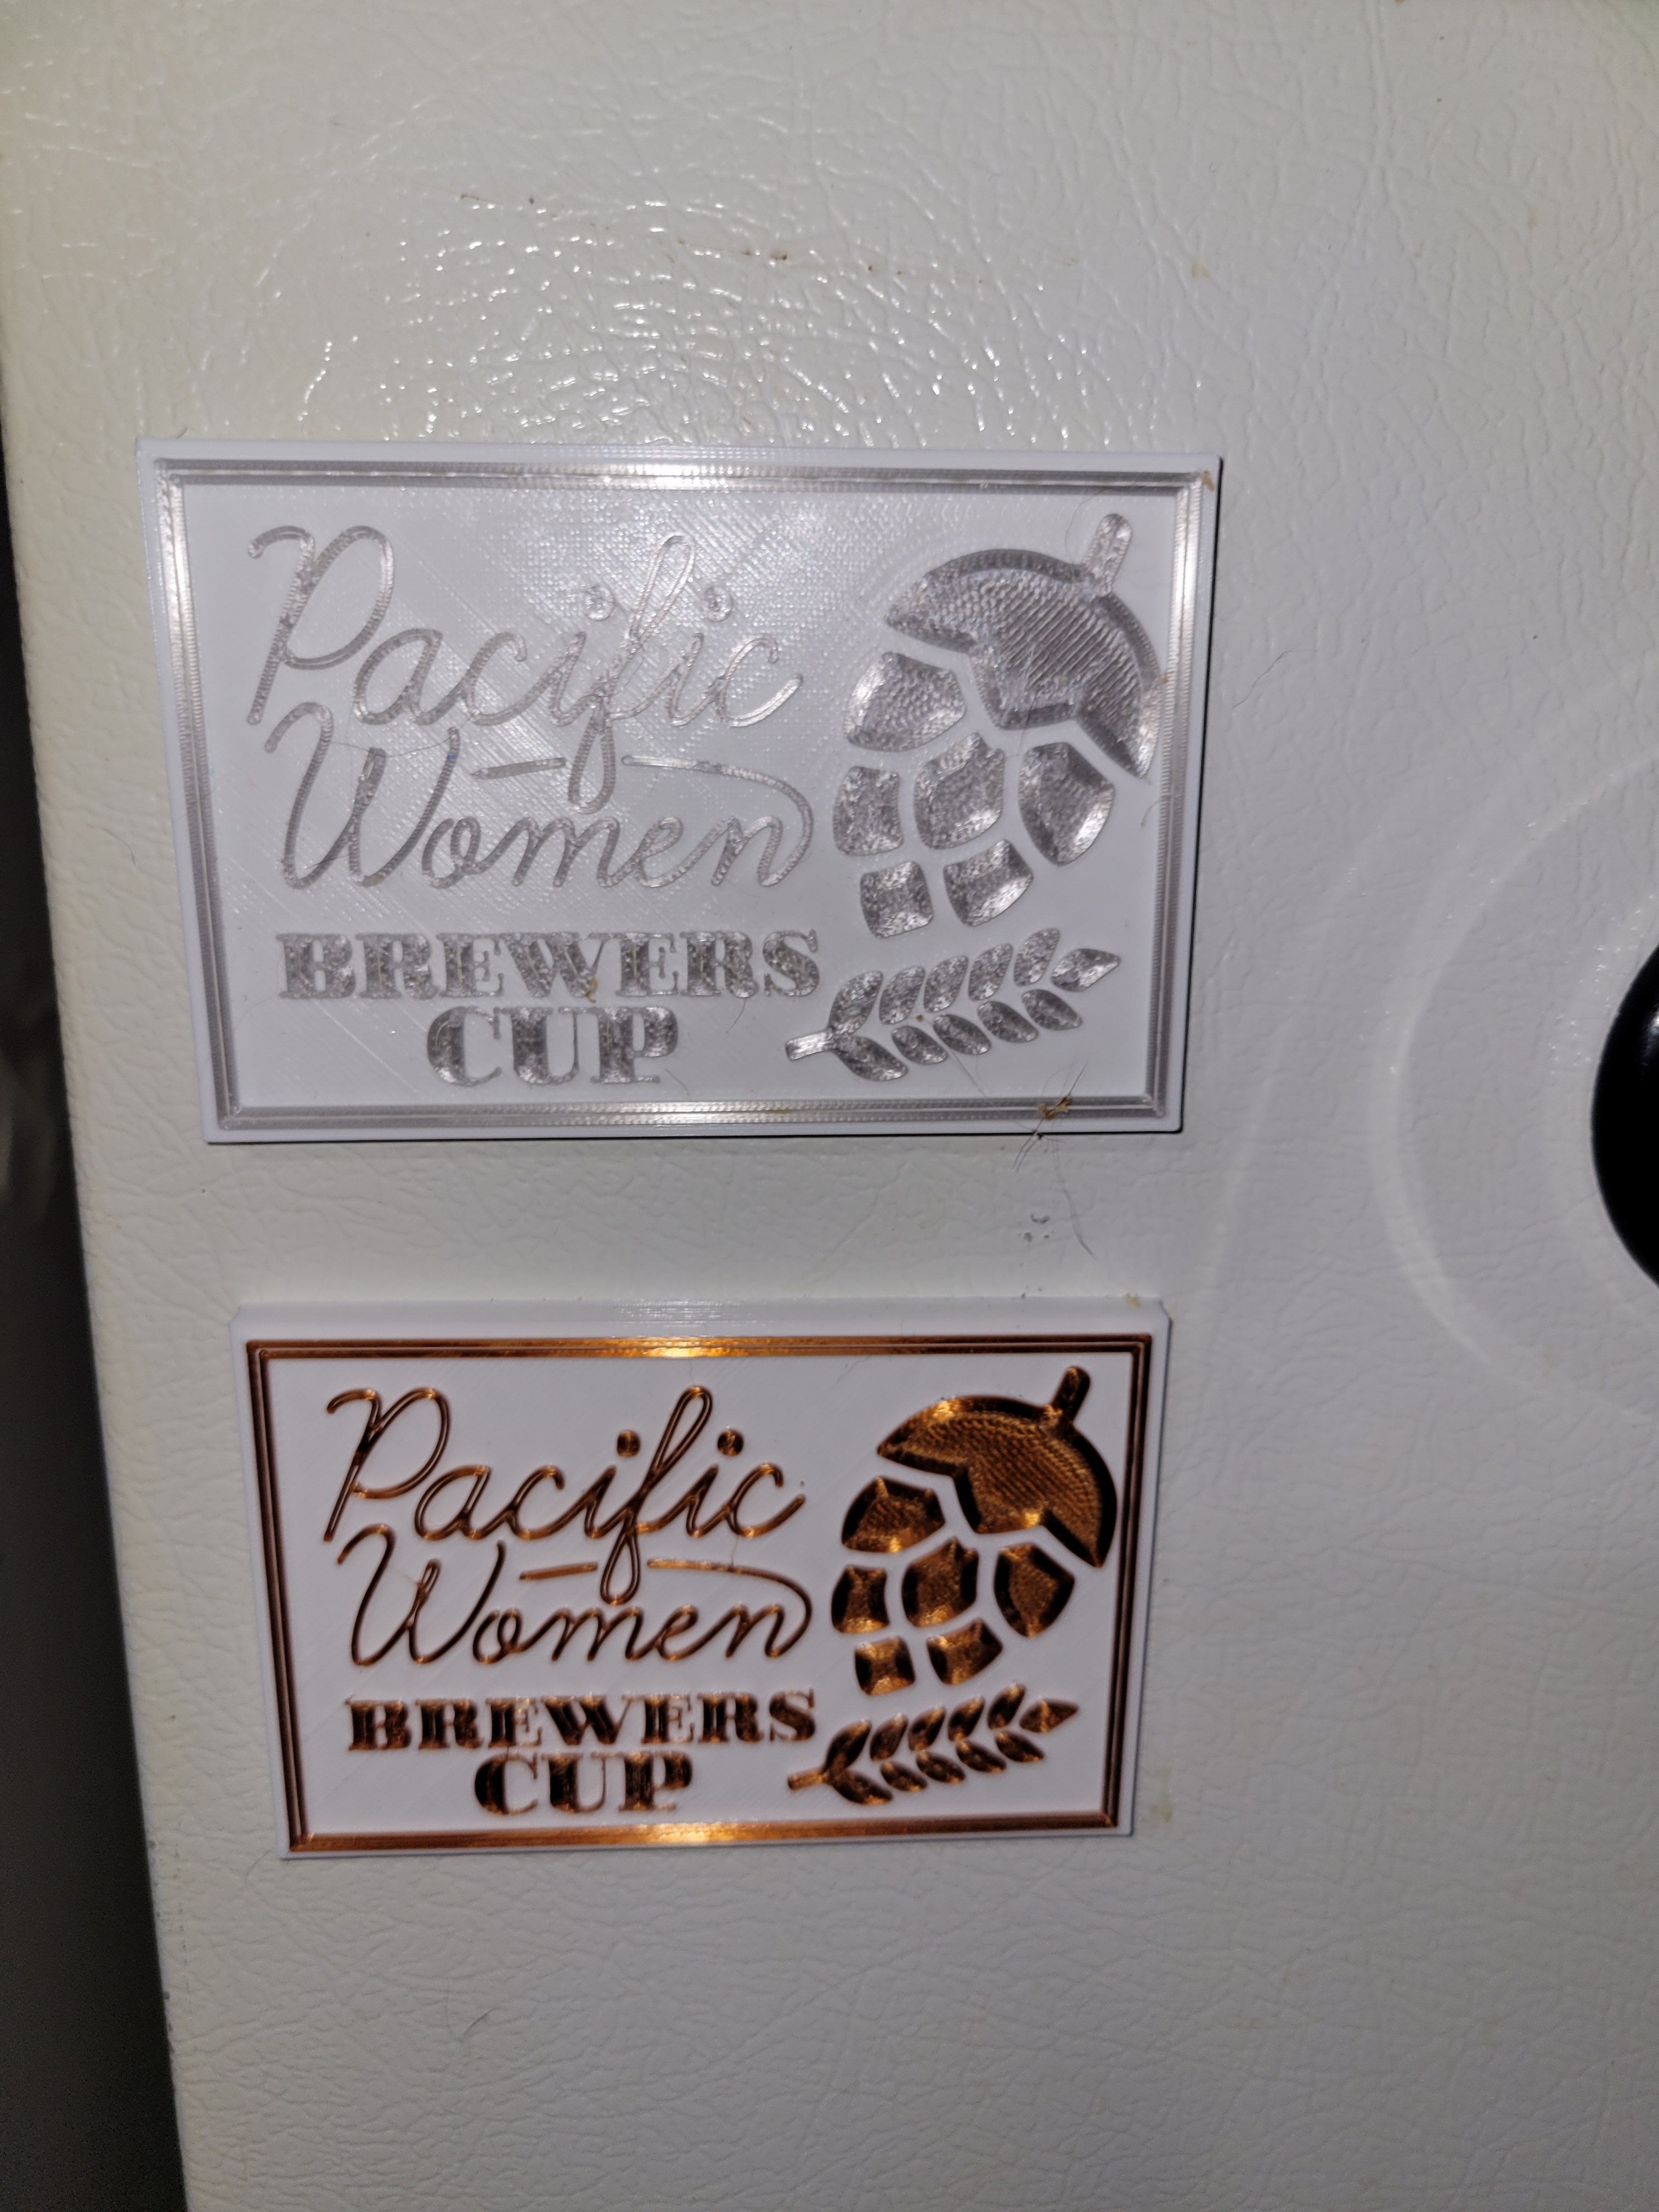 Pacific
Women
BREWERS
CUP
Pacific
Women
BREWERS
CUP